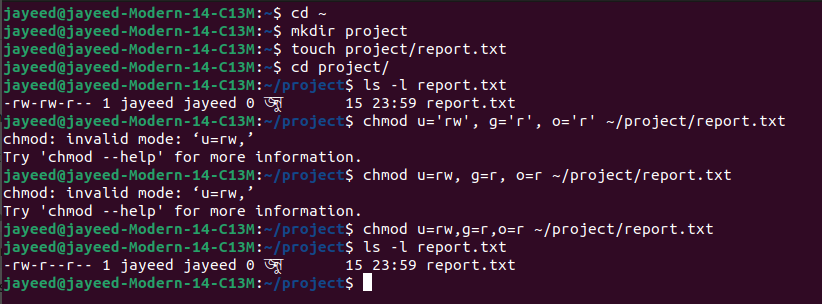 jayeed@jayeed-Modern-14-C13M:~$ cd ~
jayeed@jayeed-Modern-14-C13M:~$ mkdir project
jayeed@jayeed-Modern-14-C13M:~$ touch project/report.txt
jayeed@jayeed-Modern-14-C13M:~$ cd project/
jayeed@jayeed-Modern-14-C13M:~/project$ ls -l report.txt
-rw-rw-r-- 1 jayeed jayeed 0 জানু 15 23:59 report.txt
jayeed@jayeed-Modern-14-C13M:~/project$ chmod u='rw', g='r', o='r' ~/project/report.txt
chmod: invalid mode: ‘u=rw,’
Try 'chmod --help' for more information.
jayeed@jayeed-Modern-14-C13M:~/project$ chmod u=rw, g=r, o=r ~/project/report.txt
chmod: invalid mode: ‘u=rw,’
Try 'chmod --help' for more information.
jayeed@jayeed-Modern-14-C13M:~/project$ chmod u=rw,g=r,o=r ~/project/report.txt
jayeed@jayeed-Modern-14-C13M:~/project$ ls -l report.txt
-rw-r--r-- 1 jayeed jayeed 0 জানু 15 23:59 report.txt
jayeed@jayeed-Modern-14-C13M:~/project$